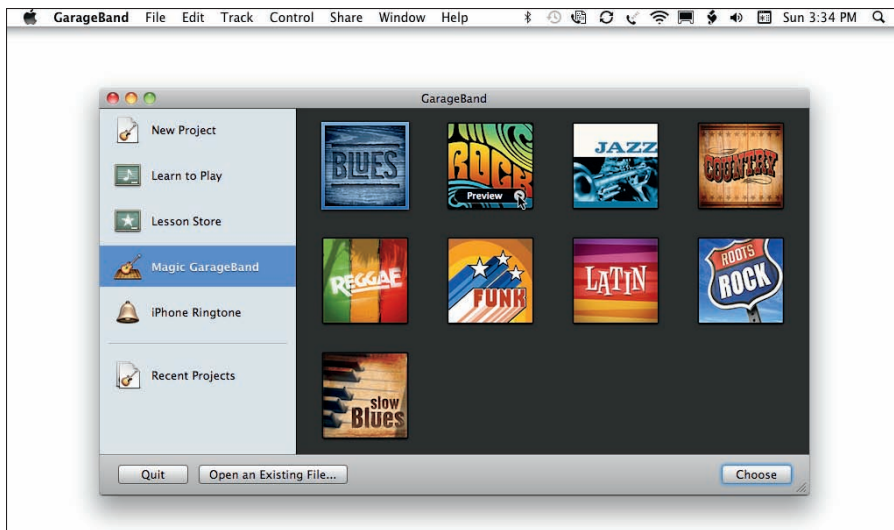 GarageBand File Edit Track Control Share Window Help Sun 3:34 PM
GarageBand
New Project
Learn to Play
Lesson Store
Magic GarageBand
iPhone Ringtone
Recent Projects
BLUES
ROCK
Preview
JAZZ
COUNTRY
REGGAE
FUNK
LATIN
ROOTS
ROCK
slow
Blues
Quit Open an Existing File... Choose